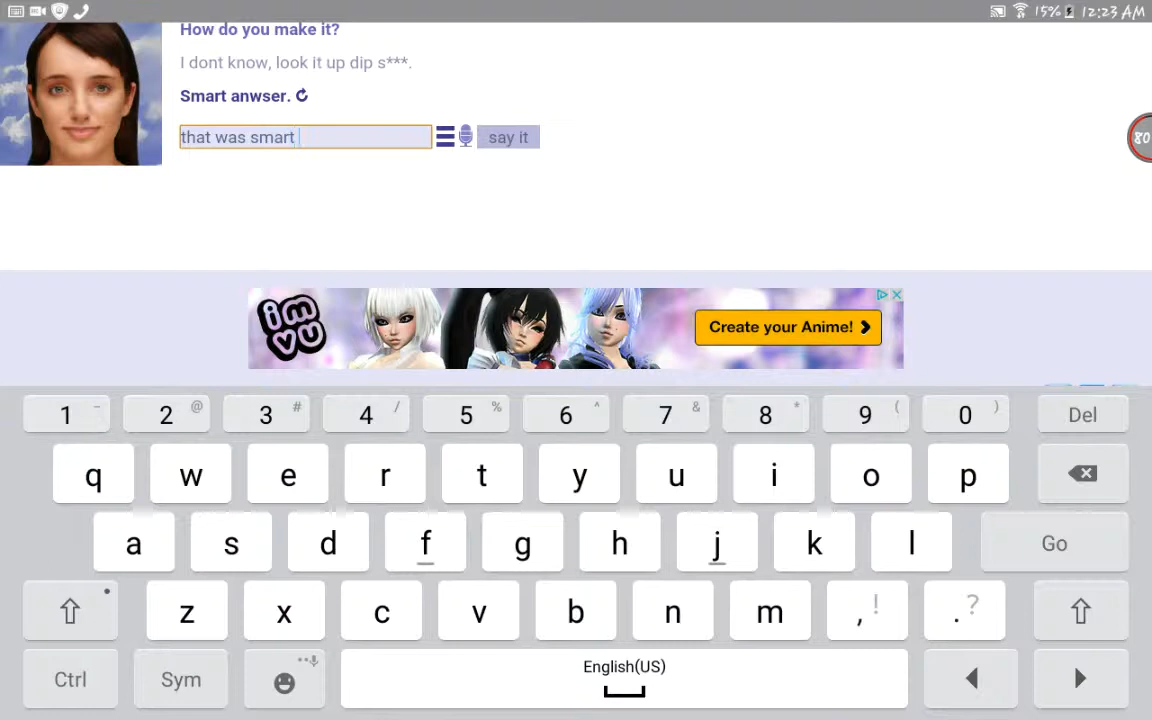 15% 12:23 AM
How do you make it?
I dont know, look it up dip s***.
Smart anwser.
that was smart
say it
80
imvu
Create your Anime!
1 - 2 @ 3 # 4 / 5 % 6 ^ 7 & 8 * 9 ( 0 ) Del
q w e r t y u i o p
a s d f g h j k l Go
z x c v b n m , ! . ?
Ctrl Sym English(US)